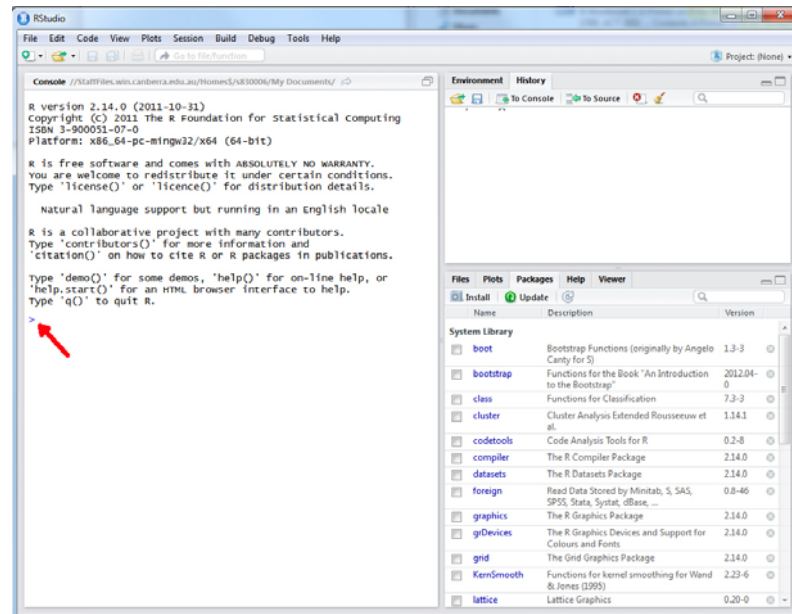 RStudio
File Edit Code View Plots Session Build Debug Tools Help
Go to file/function
Project: (None)
Console //StaffFiles.win.canberra.edu.au/Homes$/s830006/My Documents/
R version 2.14.0 (2011-10-31)
Copyright (C) 2011 The R Foundation for Statistical Computing
ISBN 3-900051-07-0
Platform: x86_64-pc-mingw32/x64 (64-bit)
R is free software and comes with ABSOLUTELY NO WARRANTY.
You are welcome to redistribute it under certain conditions.
Type 'license()' or 'licence()' for distribution details.
Natural language support but running in an English locale
R is a collaborative project with many contributors.
Type 'contributors()' for more information and
'citation()' on how to cite R or R packages in publications.
Type 'demo()' for some demos, 'help()' for on-line help, or
'help.start()' for an HTML browser interface to help.
Type 'q()' to quit R.
>
Environment History
To Console To Source
Files Plots Packages Help Viewer
Install Update
Name Description Version
System Library
boot Bootstrap Functions (originally by Angelo 1.3-3
Canty for S)
bootstrap Functions for the Book "An Introduction 2012.04-
to the Bootstrap" 0
class Functions for Classification 7.3-3
cluster Cluster Analysis Extended Rousseeuw et 1.14.1
al.
codetools Code Analysis Tools for R 0.2-8
compiler The R Compiler Package 2.14.0
datasets The R Datasets Package 2.14.0
foreign Read Data Stored by Minitab, S, SAS, 0.8-46
SPSS, Stata, Systat, dBase, ...
graphics The R Graphics Package 2.14.0
grDevices The R Graphics Devices and Support for 2.14.0
Colours and Fonts
grid The Grid Graphics Package 2.14.0
KernSmooth Functions for kernel smoothing for Wand 2.23-6
& Jones (1995)
lattice Lattice Graphics 0.20-0